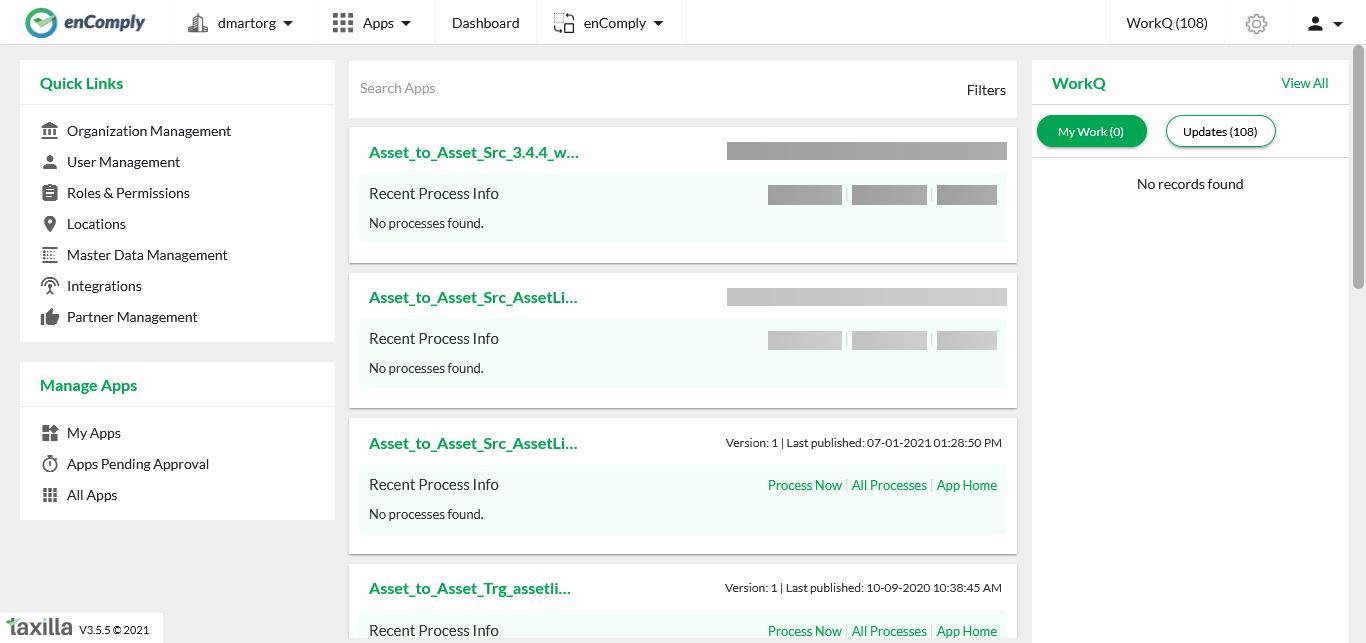 enComply
dmartorg
Apps
Dashboard
enComply
WorkQ (108)
Quick Links
Organization Management
User Management
Roles & Permissions
Locations
Master Data Management
Integrations
Partner Management
Manage Apps
My Apps
Apps Pending Approval
All Apps
taxilla V3.5.5 © 2021
Search Apps
Filters
Asset_to_Asset_Src_3.4.4_w...
Recent Process Info
No processes found.
Asset_to_Asset_Src_AssetLi...
Recent Process Info
No processes found.
Asset_to_Asset_Src_AssetLi...
Version: 1 | Last published: 07-01-2021 01:28:50 PM
Recent Process Info
Process Now | All Processes | App Home
No processes found.
Asset_to_Asset_Trg_assetli...
Version: 1 | Last published: 10-09-2020 10:38:45 AM
Recent Process Info
Process Now | All Processes | App Home
WorkQ
View All
My Work (0)
Updates (108)
No records found